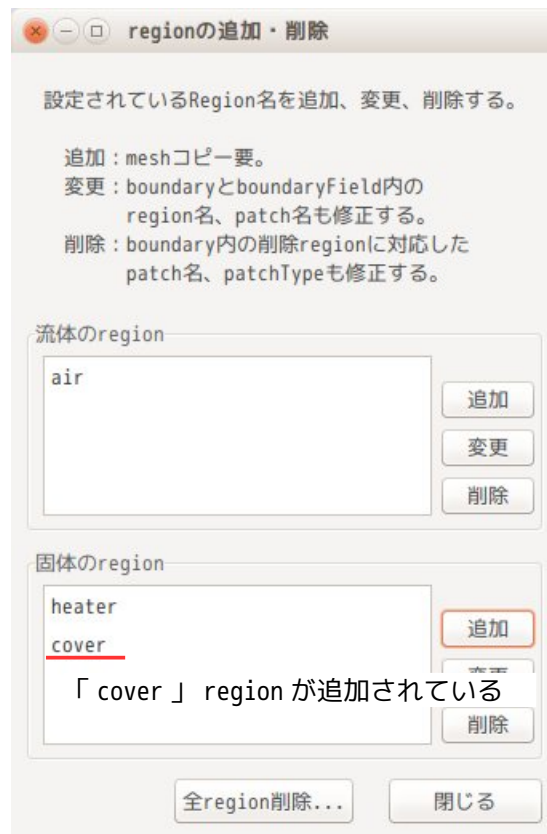 regionの追加・削除
設定されているRegion名を追加、変更、削除する。
追加：meshコピー要。
変更：boundaryとboundaryField内の
region名、patch名も修正する。
削除：boundary内の削除regionに対応した
patch名、patchTypeも修正する。
流体のregion
air
追加
変更
削除
固体のregion
heater
追加
cover
「 cover 」 region が追加されている
削除
全region削除...
閉じる